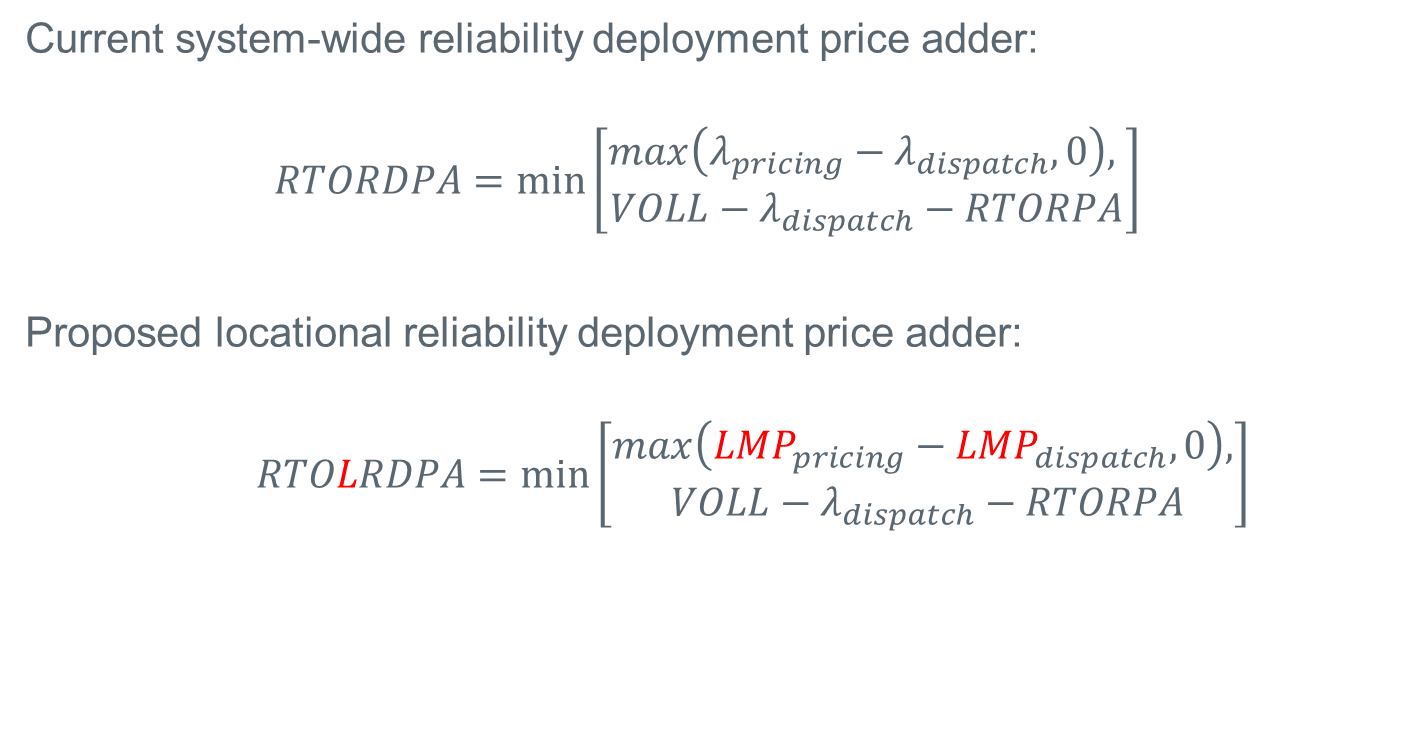 Current system-wide reliability deployment price adder:
RTORDPA = min [max(λpricing − λdispatch, 0),
VOLL − λdispatch − RTORPA]
Proposed locational reliability deployment price adder:
RTOLRDPA = min [max(LMPpricing − LMPdispatch, 0),
VOLL − λdispatch − RTORPA]